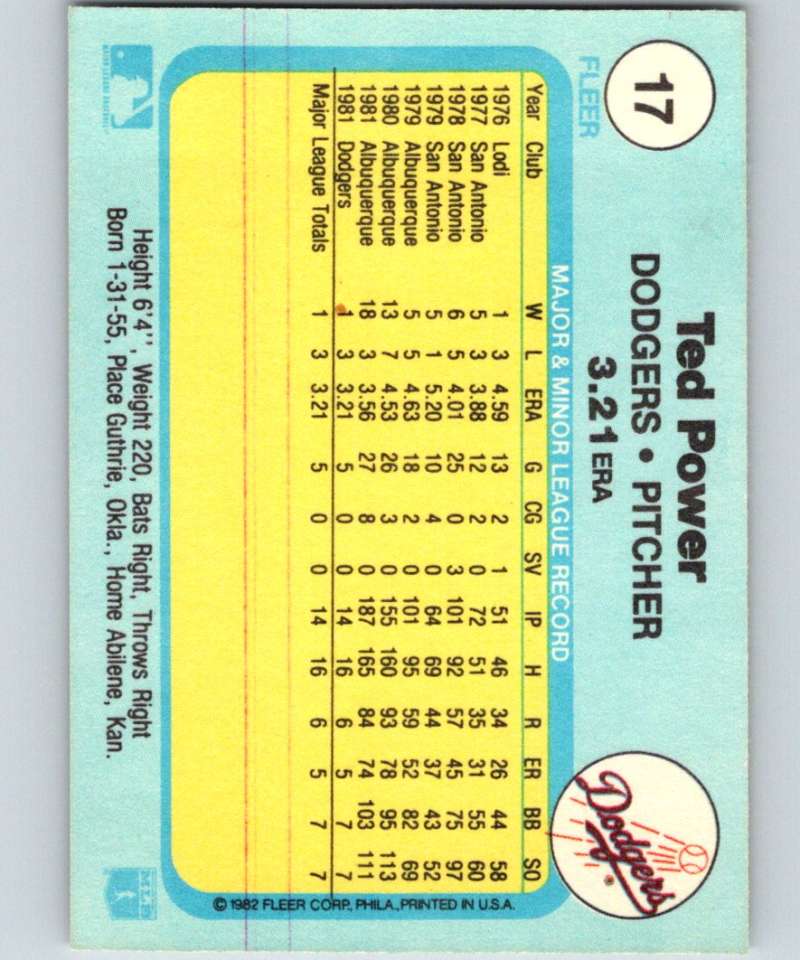 17
FLEER
Ted Power
DODGERS • PITCHER
3.21 ERA
Dodgers
MAJOR & MINOR LEAGUE RECORD
Year Club W L ERA G CG SV IP H R ER BB SO
1976 Lodi 1 3 4.59 13 2 1 51 46 34 26 44 58
1977 San Antonio 5 3 3.88 12 2 0 72 51 35 31 55 60
1978 San Antonio 6 5 4.01 25 0 3 101 92 57 45 75 97
1979 San Antonio 5 1 5.20 10 4 0 64 69 44 37 43 52
1979 Albuquerque 5 5 4.63 18 2 0 101 95 59 52 82 69
1980 Albuquerque 13 7 4.53 26 3 0 155 160 93 78 95 113
1981 Albuquerque 18 3 3.56 27 8 0 187 165 84 74 103 111
1981 Dodgers 1 3 3.21 5 0 0 14 16 6 5 7 7
Major League Totals 1 3 3.21 5 0 0 14 16 6 5 7 7
© 1982 FLEER CORP., PHILA., PRINTED IN U.S.A.
Height 6'4'', Weight 220, Bats Right, Throws Right
Born 1-31-55, Place Guthrie, Okla., Home Abilene, Kan.